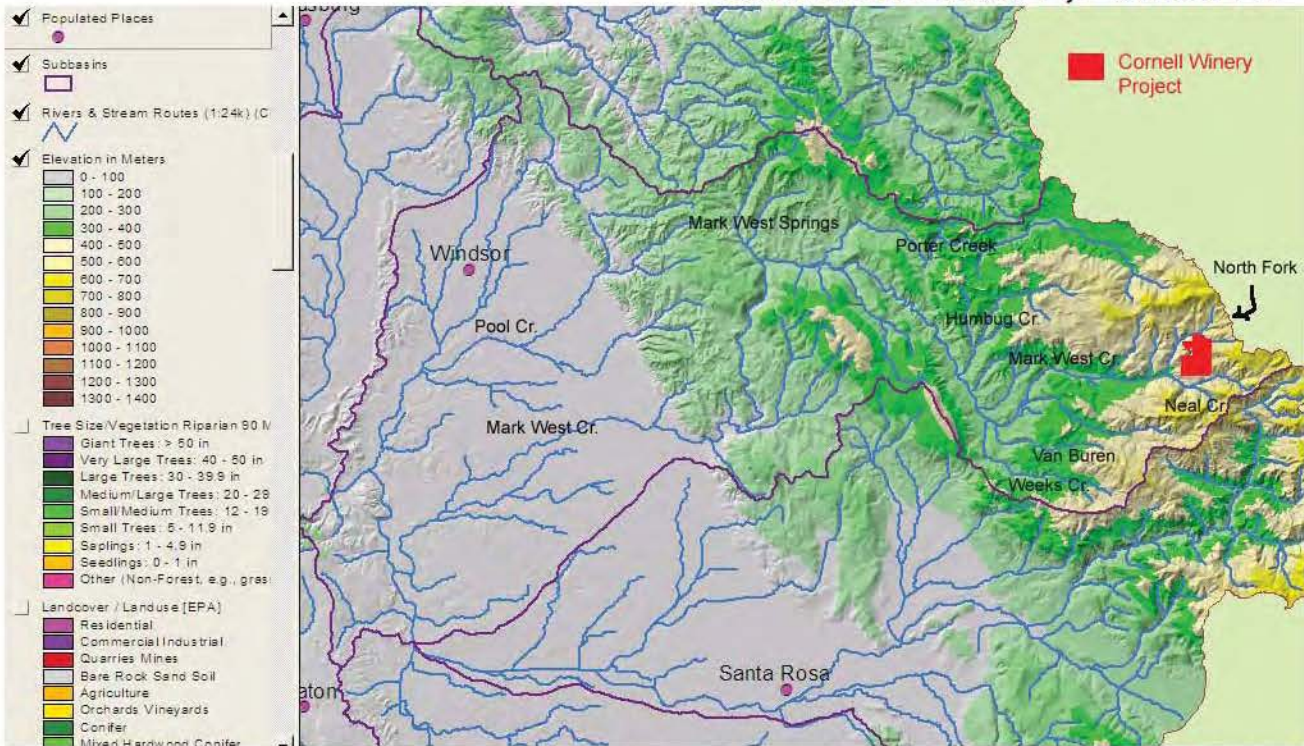 Populated Places
Subbasins
Rivers & Stream Routes (1:24k) (C
Elevation in Meters
0 - 100
100 - 200
200 - 300
300 - 400
400 - 500
500 - 600
600 - 700
700 - 800
800 - 900
900 - 1000
1000 - 1100
1100 - 1200
1200 - 1300
1300 - 1400
Tree Size/Vegetation Riparian 90 M
Giant Trees: > 50 in
Very Large Trees: 40 - 50 in
Large Trees: 30 - 39.9 in
Medium/Large Trees: 20 - 29
Small/Medium Trees: 12 - 19
Small Trees: 5 - 11.9 in
Saplings: 1 - 4.9 in
Seedlings: 0 - 1 in
Other (Non-Forest, e.g., gras
Landcover / Landuse [EPA]
Residential
Commercial Industrial
Quarries Mines
Bare Rock Sand Soil
Agriculture
Orchards Vineyards
Conifer
Mixed Hardwood Conifer
Cornell Winery
Project
Mark West Springs
Porter Creek
Windsor
North Fork
Pool Cr.
Humbug Cr.
Mark West Cr.
Neal Cr.
Mark West Cr.
Van Buren
Weeks Cr.
Santa Rosa